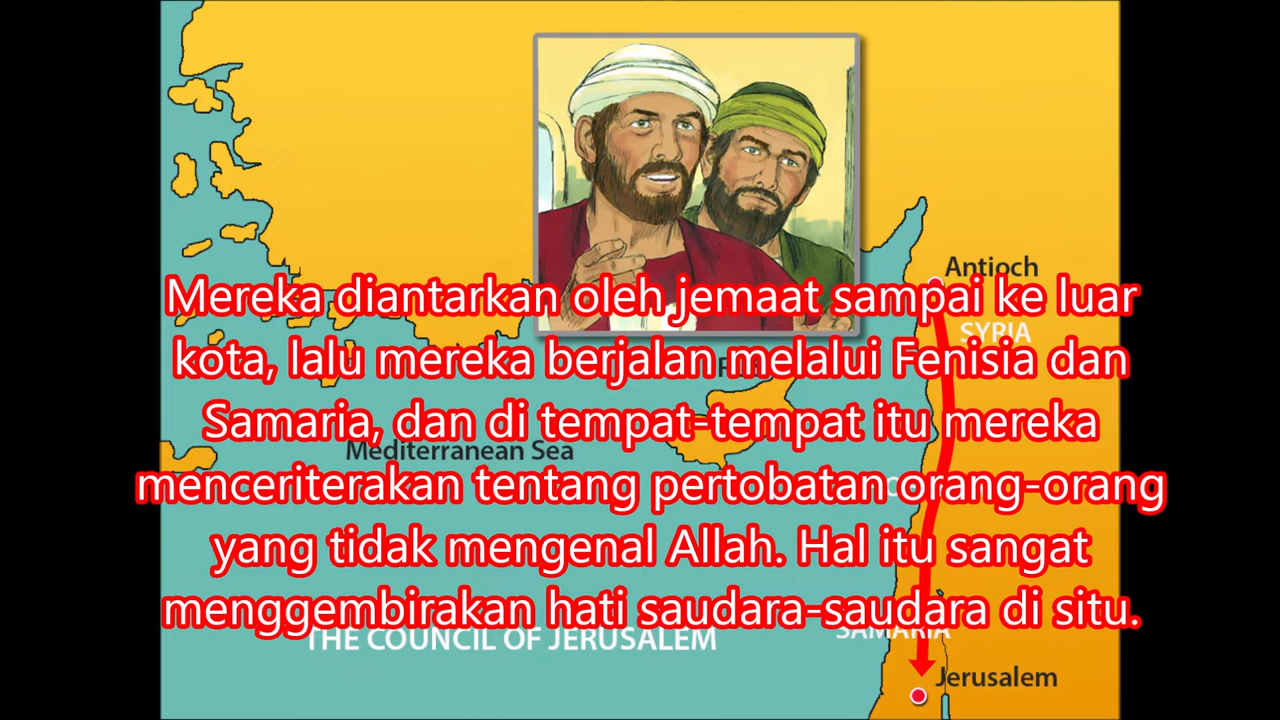 Antioch
SYRIA
Mereka diantarkan oleh jemaat sampai ke luar
kota, lalu mereka berjalan melalui Fenisia dan
Samaria, dan di tempat-tempat itu mereka
menceriterakan tentang pertobatan orang-orang
yang tidak mengenal Allah. Hal itu sangat
menggembirakan hati saudara-saudara di situ.
Mediterranean Sea
THE COUNCIL OF JERUSALEM
SAMARIA
Jerusalem